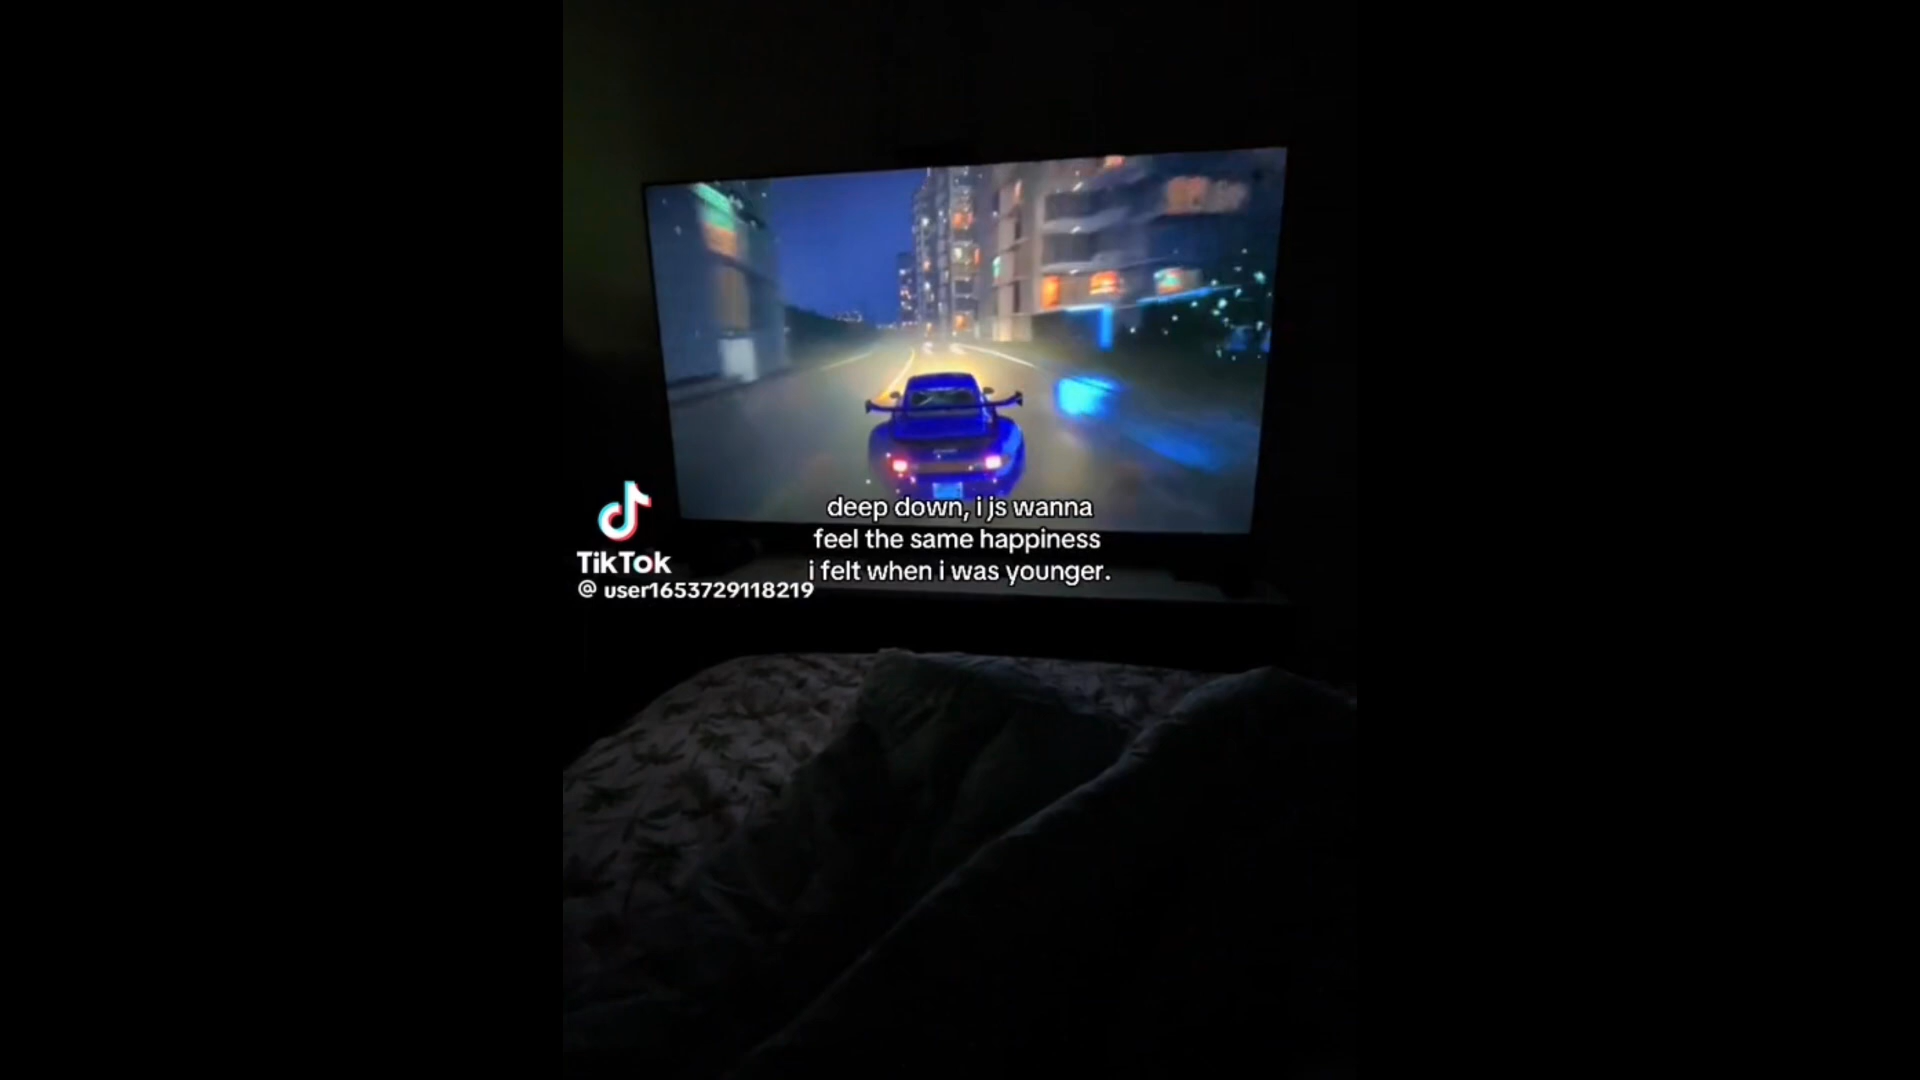 deep down, i js wanna
feel the same happiness
i felt when i was younger.
TikTok
@ user1653729118219